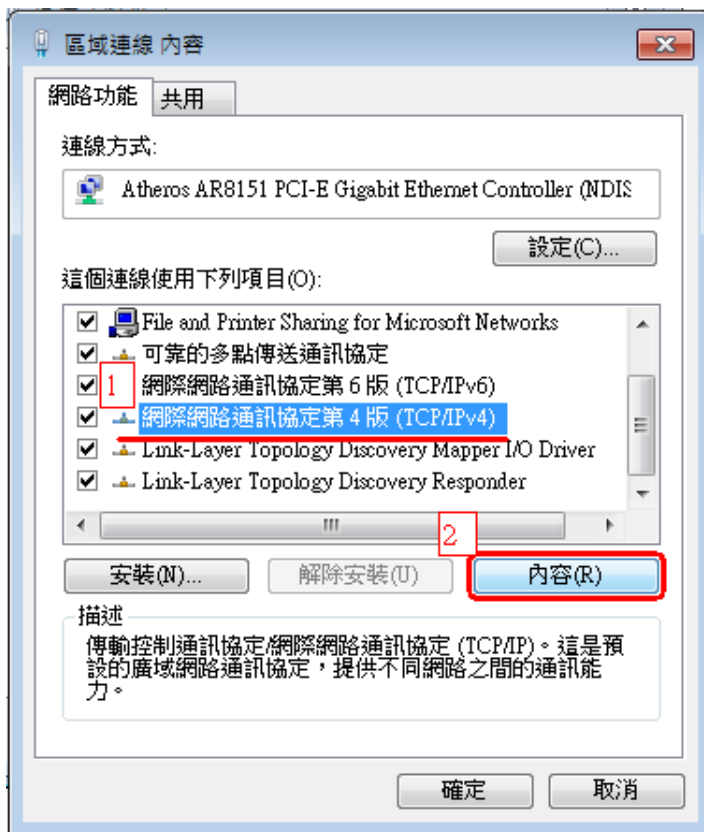 區域連線 內容
網路功能
共用
連線方式:
Atheros AR8151 PCI-E Gigabit Ethernet Controller (NDIS
設定(C)...
這個連線使用下列項目(O):
File and Printer Sharing for Microsoft Networks
可靠的多點傳送通訊協定
1
網際網路通訊協定第 6 版 (TCP/IPv6)
網際網路通訊協定第 4 版 (TCP/IPv4)
Link-Layer Topology Discovery Mapper I/O Driver
Link-Layer Topology Discovery Responder
2
安裝(N)...
解除安裝(U)
內容(R)
描述
傳輸控制通訊協定/網際網路通訊協定 (TCP/IP)。這是預
設的廣域網路通訊協定，提供不同網路之間的通訊能
力。
確定
取消